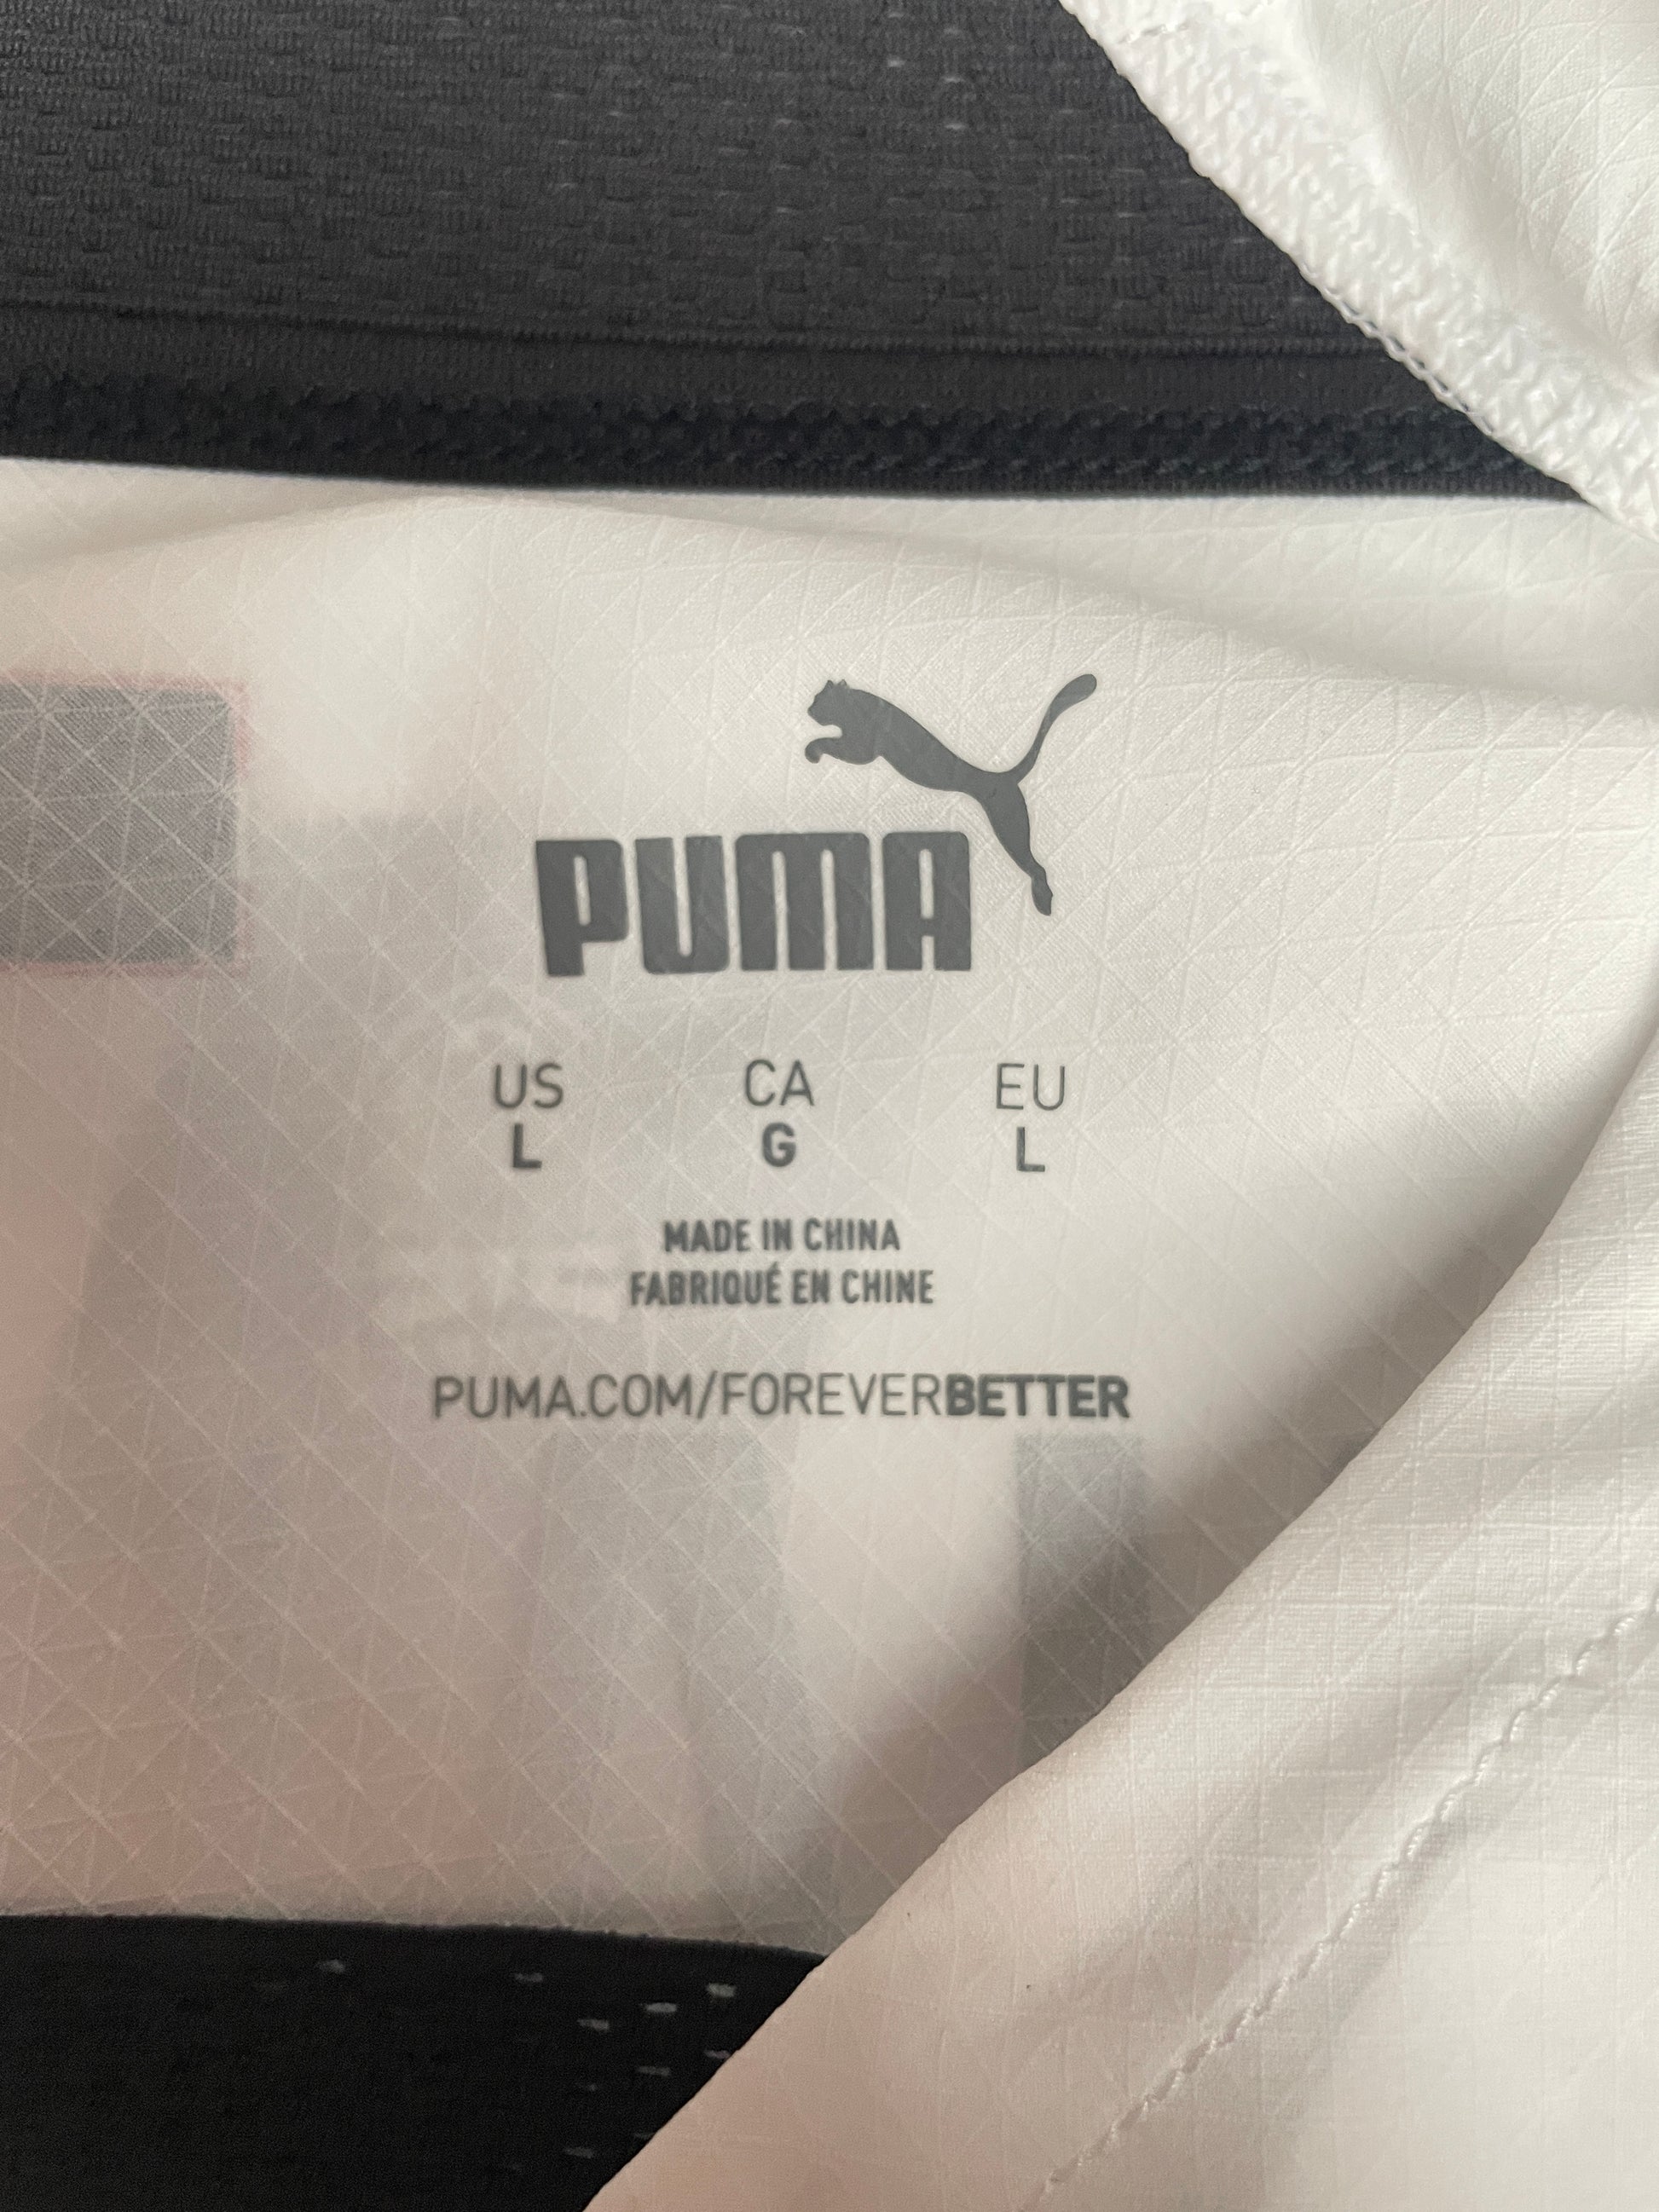 PUMA
US CA EU
L G L
MADE IN CHINA
FABRIQUÉ EN CHINE
PUMA.COM/FOREVERBETTER